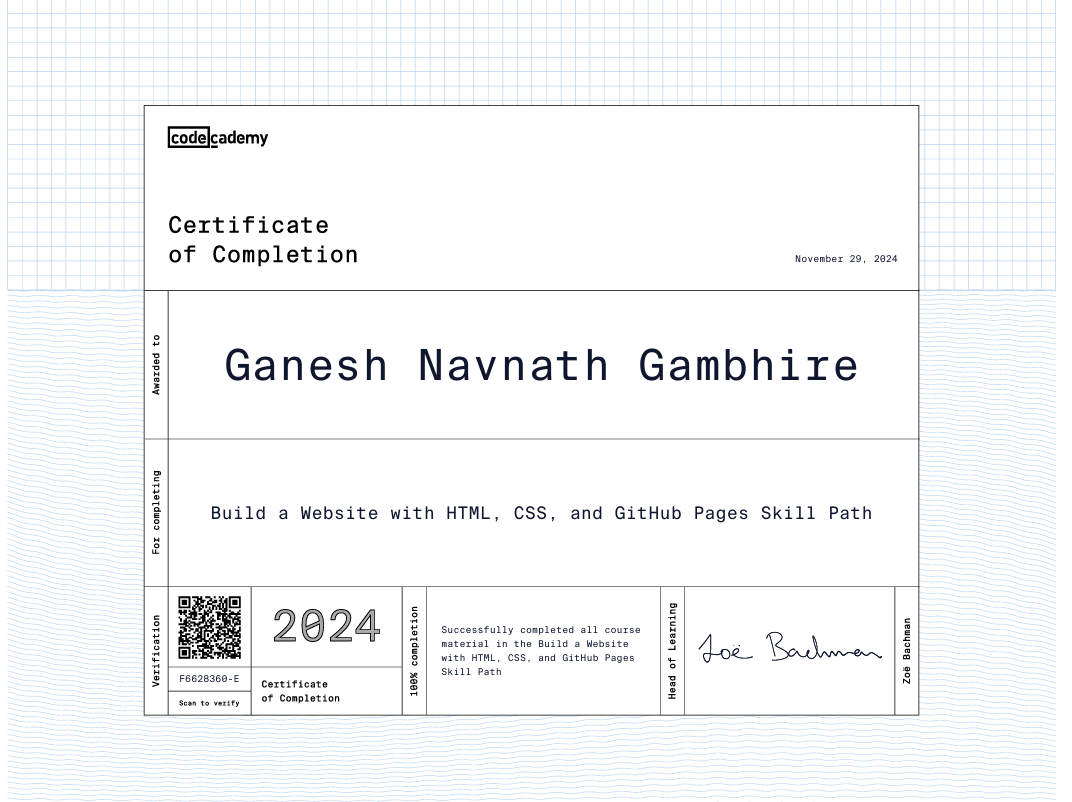 codecademy
Certificate
of Completion
November 29, 2024
Awarded to
Ganesh Navnath Gambhire
For completing
Build a Website with HTML, CSS, and GitHub Pages Skill Path
Verification
F6628360-E
Scan to verify
2024
Certificate
of Completion
100% completion
Successfully completed all course
material in the Build a Website
with HTML, CSS, and GitHub Pages
Skill Path
Head of Learning
Zoë Bachman
Zoë Bachman